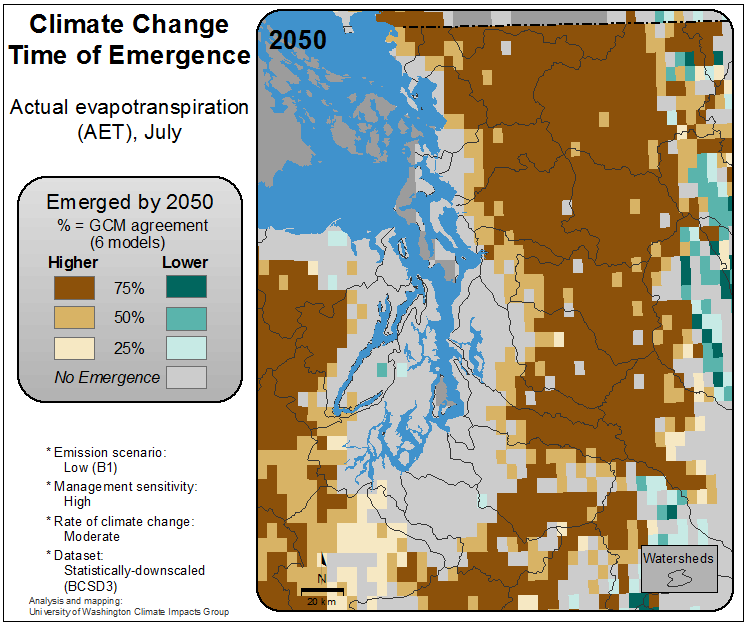 Climate Change
Time of Emergence
Actual evapotranspiration
(AET), July
Emerged by 2050
% = GCM agreement
(6 models)
Higher Lower
75%
50%
25%
No Emergence
* Emission scenario:
Low (B1)
* Management sensitivity:
High
* Rate of climate change:
Moderate
* Dataset:
Statistically-downscaled
(BCSD3)
Analysis and mapping:
University of Washington Climate Impacts Group
2050
N
20 km
Watersheds